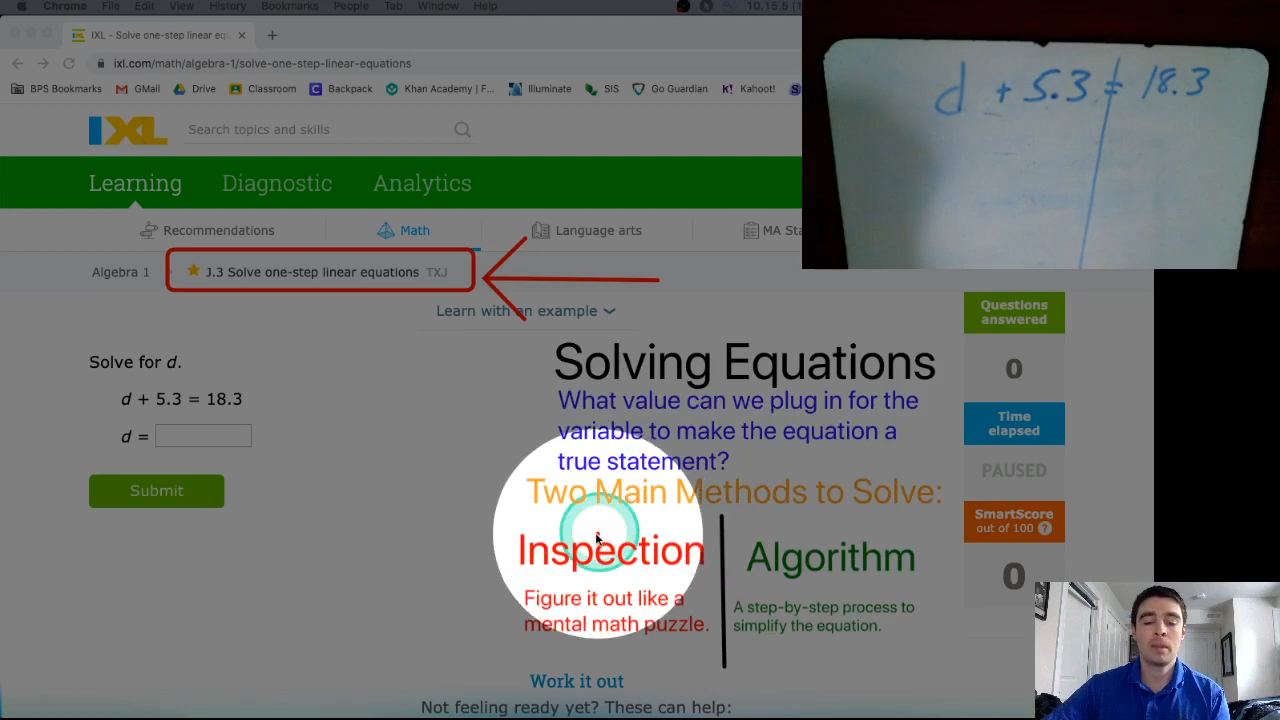 Chrome File Edit View History Bookmarks People Tab Window Help
10.15.5 (1
IXL - Solve one-step linear equ
ixl.com/math/algebra-1/solve-one-step-linear-equations
BPS Bookmarks GMail Drive Classroom Backpack Khan Academy | F... Illuminate SIS Go Guardian Kahoot!
d + 5.3 = 18.3
IXL Search topics and skills
Learning Diagnostic Analytics
Recommendations Math Language arts MA Sta
Algebra 1 J.3 Solve one-step linear equations TXJ
Learn with an example
Questions
answered
0
Time
elapsed
PAUSED
SmartScore
out of 100 ?
0
Solve for d.
d + 5.3 = 18.3
d =
Submit
Solving Equations
What value can we plug in for the
variable to make the equation a
true statement?
Two Main Methods to Solve:
Inspection
Figure it out like a
mental math puzzle.
Algorithm
A step-by-step process to
simplify the equation.
Work it out
Not feeling ready yet? These can help: